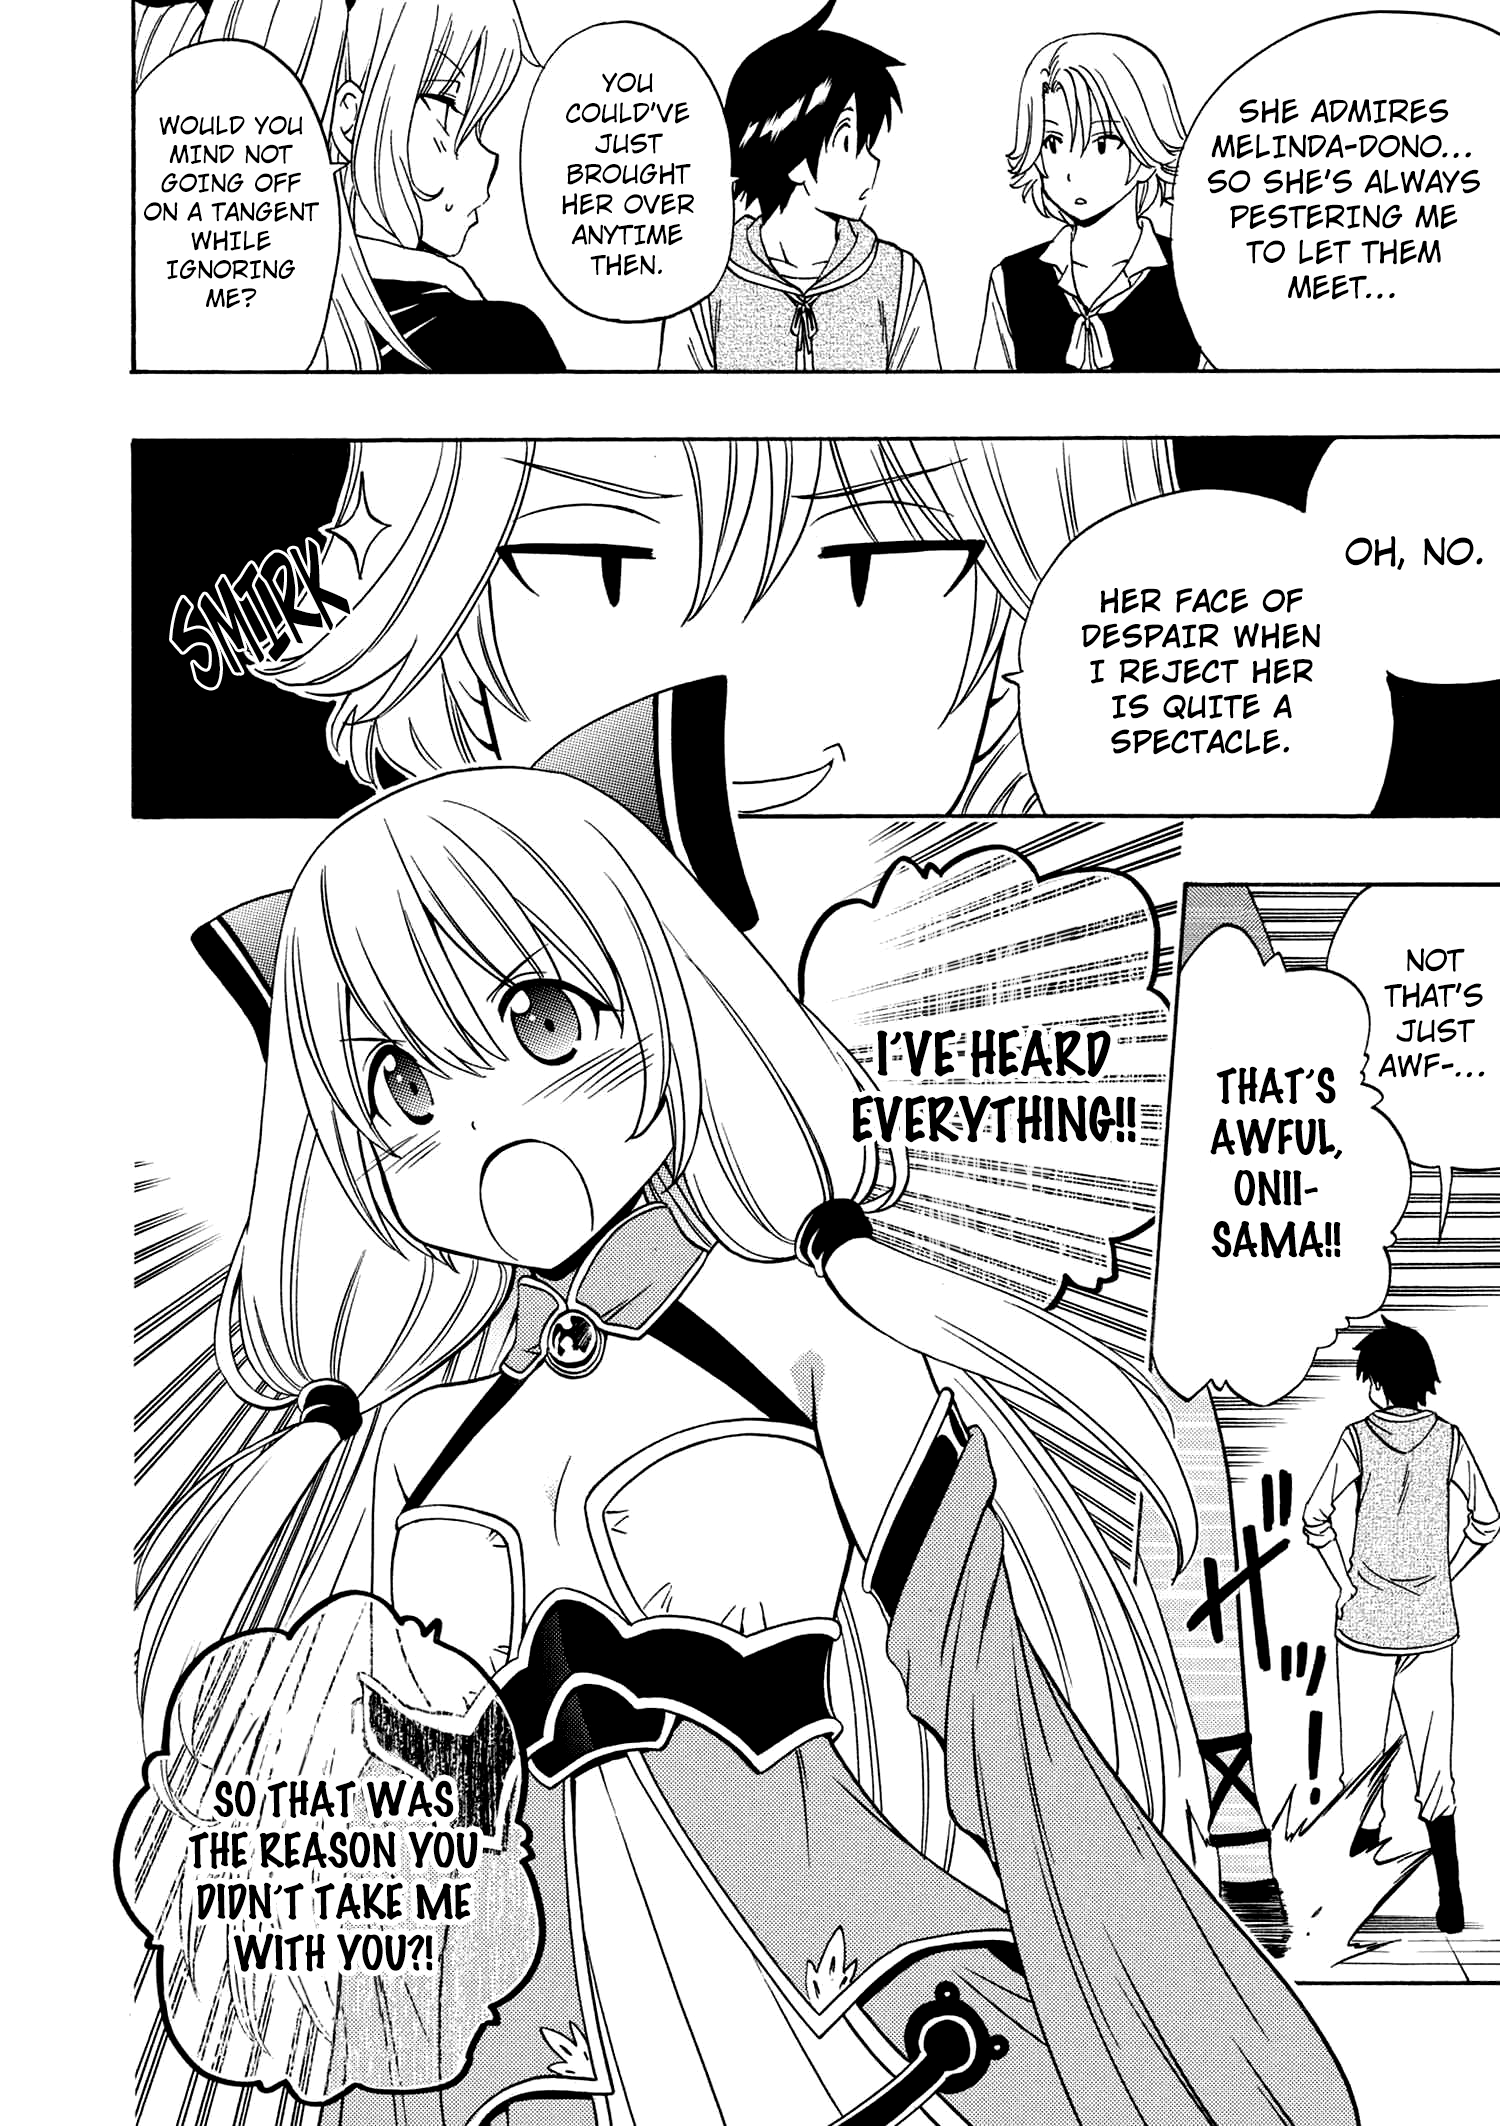 SHE ADMIRES
MELINDA-DONO...
SO SHE'S ALWAYS
PESTERING ME
TO LET THEM
MEET...
YOU
COULD'VE
JUST
BROUGHT
HER OVER
ANYTIME
THEN.
WOULD YOU
MIND NOT
GOING OFF
ON A TANGENT
WHILE
IGNORING
ME?
OH, NO.
HER FACE OF
DESPAIR WHEN
I REJECT HER
IS QUITE A
SPECTACLE.
SMIRK
NOT
THAT'S
JUST
AWF-...
THAT'S
AWFUL,
ONII-
SAMA!!
ギギッ!
I'VE HEARD
EVERYTHING!!
SO THAT WAS
THE REASON YOU
DIDN'T TAKE ME
WITH YOU?!